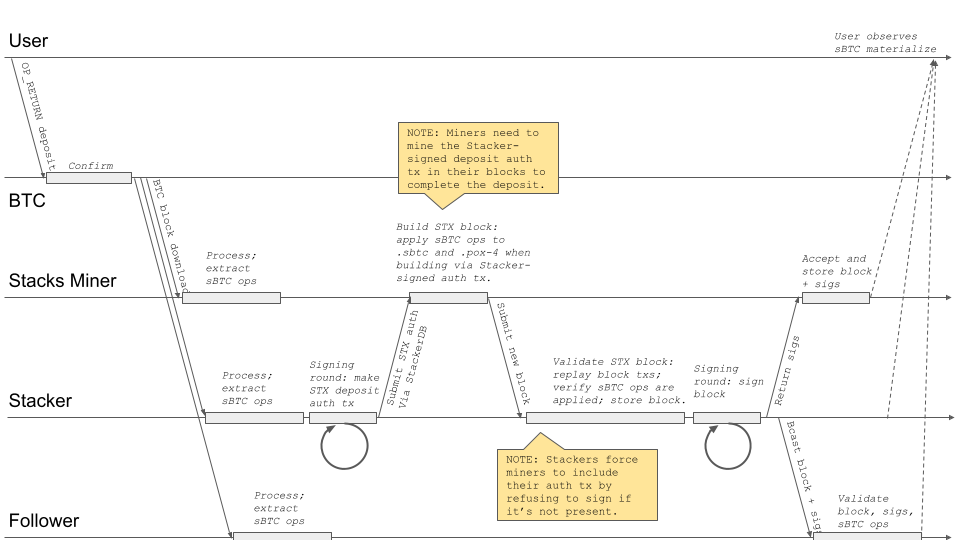 User
User observes
sBTC materialize
OP_RETURN deposit
Confirm
BTC
BTC block download
NOTE: Miners need to
mine the Stacker-
signed deposit auth
tx in their blocks to
complete the deposit.
Process;
extract
sBTC ops
Build STX block:
apply sBTC ops to
.sbtc and .pox-4 when
building via Stacker-
signed auth tx.
Accept and
store block
+ sigs
Stacks Miner
Submit STX auth
Via StackerDB
Submit new block
Return sigs
Process;
extract
sBTC ops
Signing
round: make
STX deposit
auth tx
Validate STX block:
replay block txs;
verify sBTC ops are
applied; store block.
Signing
round: sign
block
Stacker
NOTE: Stackers force
miners to include
their auth tx by
refusing to sign if
it's not present.
Bcast block + sigs
Process;
extract
sBTC ops
Validate
block, sigs,
sBTC ops
Follower